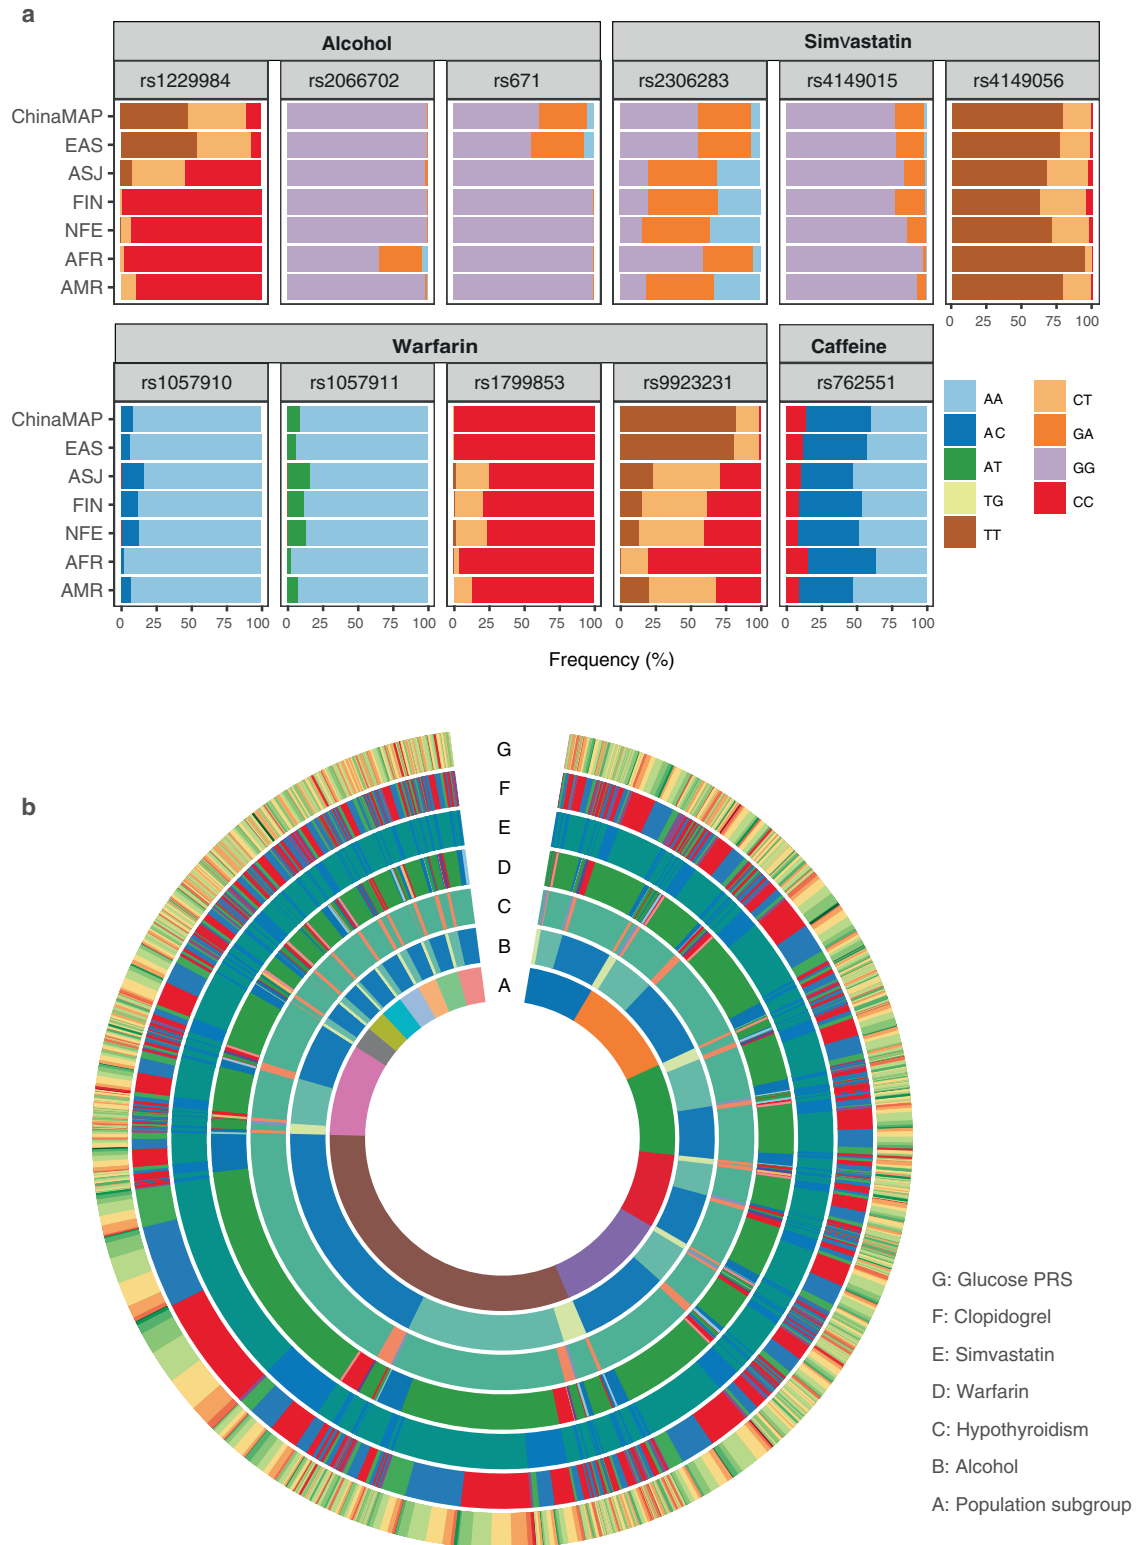 a
Alcohol
Simvastatin
rs1229984
rs2066702
rs671
rs2306283
rs4149015
rs4149056
ChinaMAP
EAS
ASJ
FIN
NFE
AFR
AMR
0 25 50 75 100
Warfarin
Caffeine
rs1057910
rs1057911
rs1799853
rs9923231
rs762551
ChinaMAP
EAS
ASJ
FIN
NFE
AFR
AMR
0 25 50 75 100
0 25 50 75 100
0 25 50 75 100
0 25 50 75 100
0 25 50 75 100
AA
AC
AT
TG
TT
CT
GA
GG
CC
Frequency (%)
b
G
F
E
D
C
B
A
G: Glucose PRS
F: Clopidogrel
E: Simvastatin
D: Warfarin
C: Hypothyroidism
B: Alcohol
A: Population subgroup